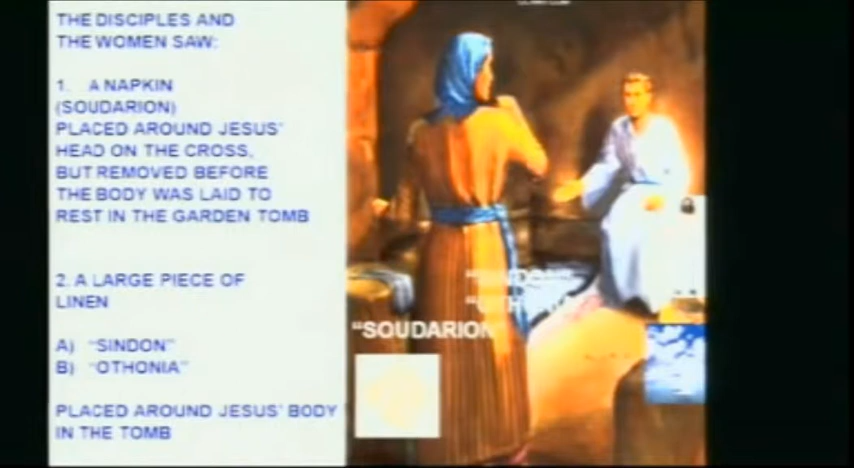 THE DISCIPLES AND
THE WOMEN SAW:
1. A NAPKIN
(SOUDARION)
PLACED AROUND JESUS'
HEAD ON THE CROSS,
BUT REMOVED BEFORE
THE BODY WAS LAID TO
REST IN THE GARDEN TOMB
2. A LARGE PIECE OF
LINEN
A) "SINDON"
B) "OTHONIA"
PLACED AROUND JESUS' BODY
IN THE TOMB
"SINDON"
"OTHONIA"
"SOUDARION